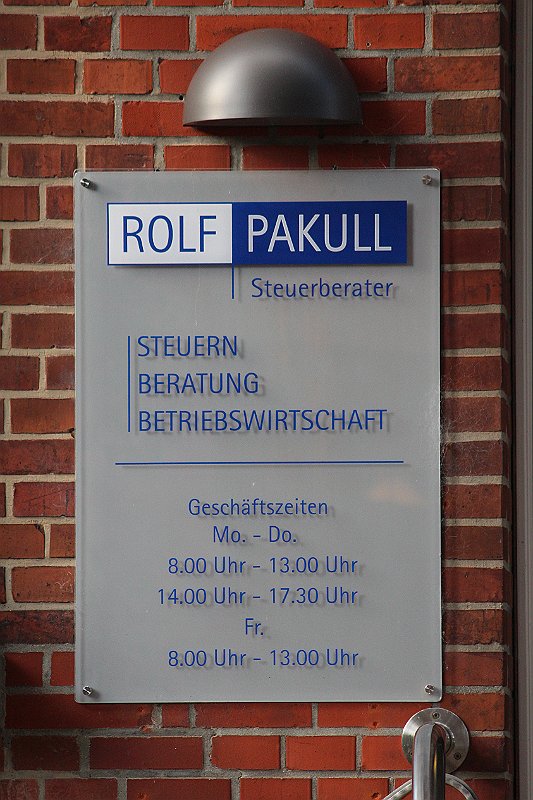 ROLF PAKULL
Steuerberater
STEUERN
BERATUNG
BETRIEBSWIRTSCHAFT
Geschäftszeiten
Mo. - Do.
8.00 Uhr - 13.00 Uhr
14.00 Uhr - 17.30 Uhr
Fr.
8.00 Uhr - 13.00 Uhr